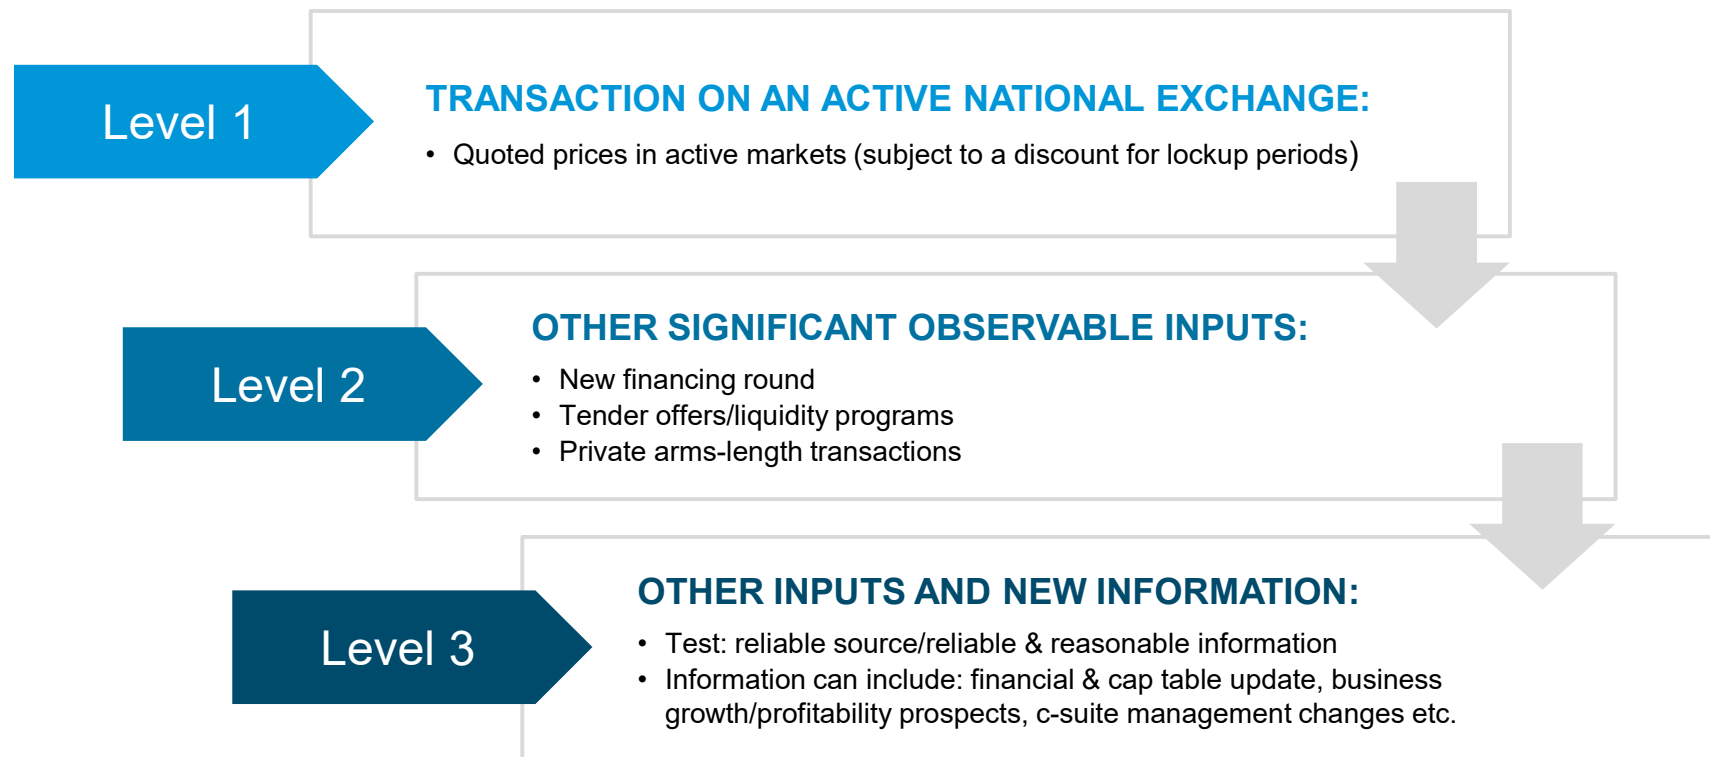 Level 1
TRANSACTION ON AN ACTIVE NATIONAL EXCHANGE:
• Quoted prices in active markets (subject to a discount for lockup periods)
Level 2
OTHER SIGNIFICANT OBSERVABLE INPUTS:
• New financing round
• Tender offers/liquidity programs
• Private arms-length transactions
Level 3
OTHER INPUTS AND NEW INFORMATION:
• Test: reliable source/reliable & reasonable information
• Information can include: financial & cap table update, business
growth/profitability prospects, c-suite management changes etc.